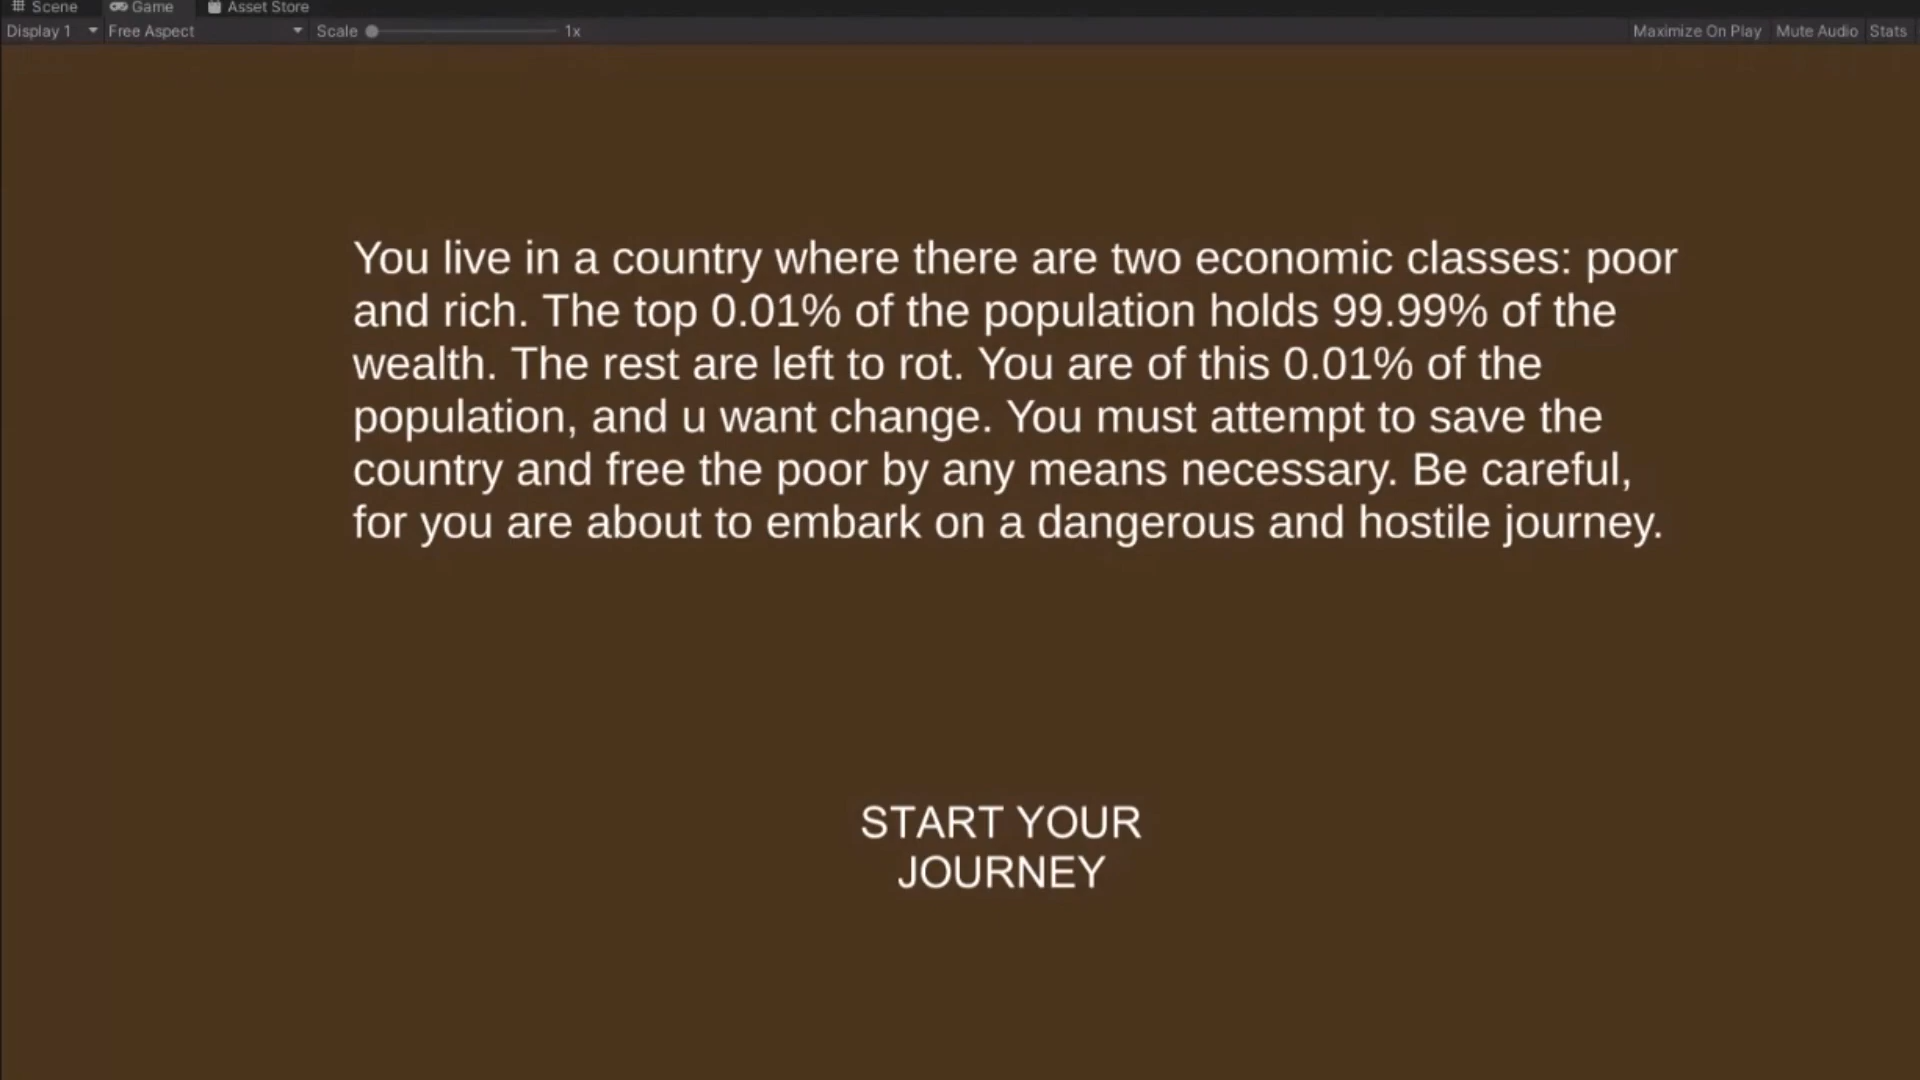 Scene Game Asset Store
Display 1 Free Aspect Scale 1x Maximize On Play Mute Audio Stats
You live in a country where there are two economic classes: poor
and rich. The top 0.01% of the population holds 99.99% of the
wealth. The rest are left to rot. You are of this 0.01% of the
population, and u want change. You must attempt to save the
country and free the poor by any means necessary. Be careful,
for you are about to embark on a dangerous and hostile journey.
START YOUR
JOURNEY